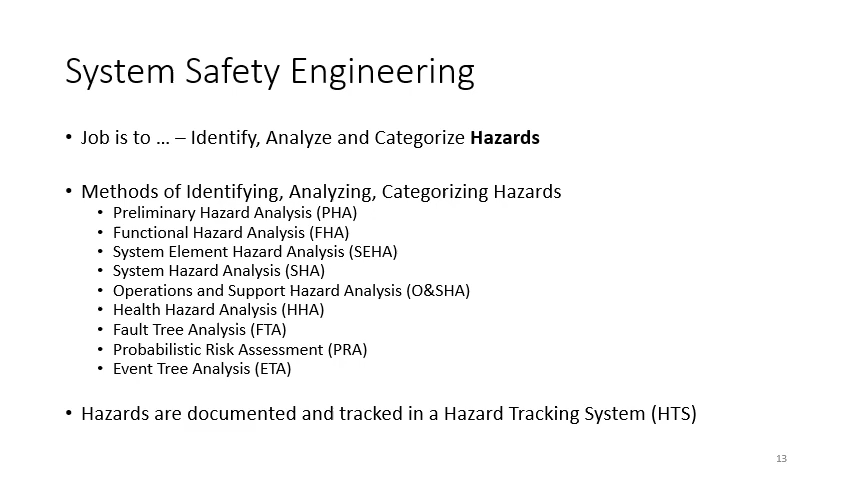 System Safety Engineering
• Job is to … – Identify, Analyze and Categorize Hazards
• Methods of Identifying, Analyzing, Categorizing Hazards
• Preliminary Hazard Analysis (PHA)
• Functional Hazard Analysis (FHA)
• System Element Hazard Analysis (SEHA)
• System Hazard Analysis (SHA)
• Operations and Support Hazard Analysis (O&SHA)
• Health Hazard Analysis (HHA)
• Fault Tree Analysis (FTA)
• Probabilistic Risk Assessment (PRA)
• Event Tree Analysis (ETA)
• Hazards are documented and tracked in a Hazard Tracking System (HTS)
13